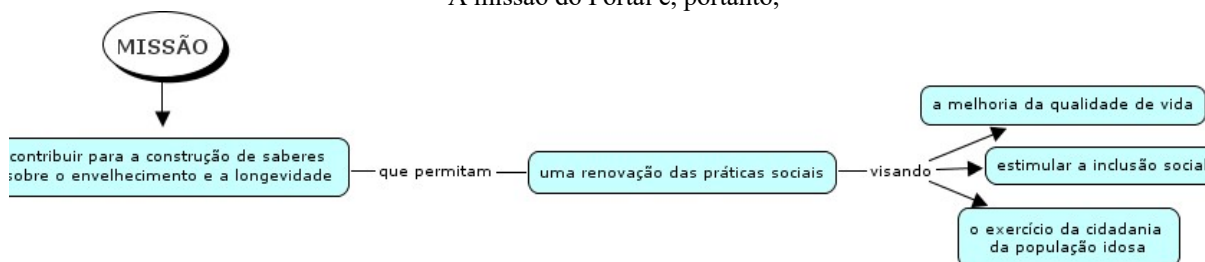 A missão do Portal é, portanto,
MISSÃO
contribuir para a construção de saberes
sobre o envelhecimento e a longevidade
que permitam
uma renovação das práticas sociais
visando
a melhoria da qualidade de vida
estimular a inclusão social
o exercício da cidadania
da população idosa